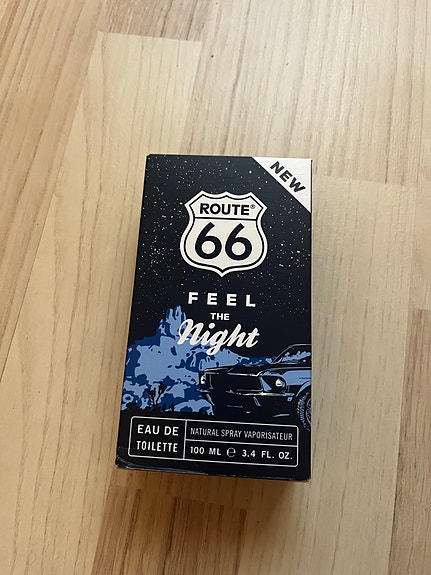 NEW
ROUTE®
66
FEEL
THE
Night
EAU DE
TOILETTE
NATURAL SPRAY VAPORISATEUR
100 ML ℮ 3.4 FL. OZ.